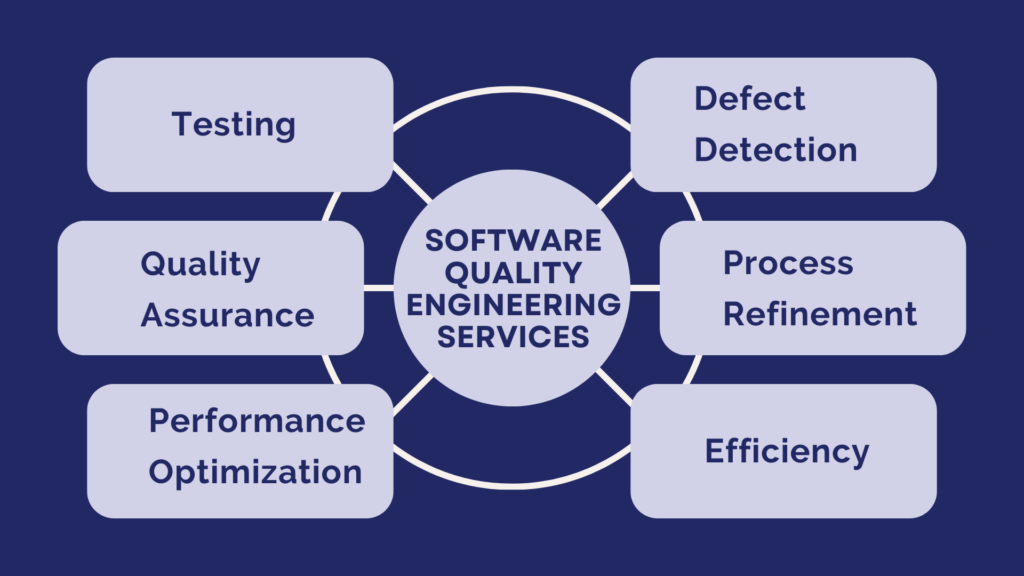 Testing
Defect
Detection
SOFTWARE
QUALITY
ENGINEERING
SERVICES
Quality
Assurance
Process
Refinement
Performance
Optimization
Efficiency